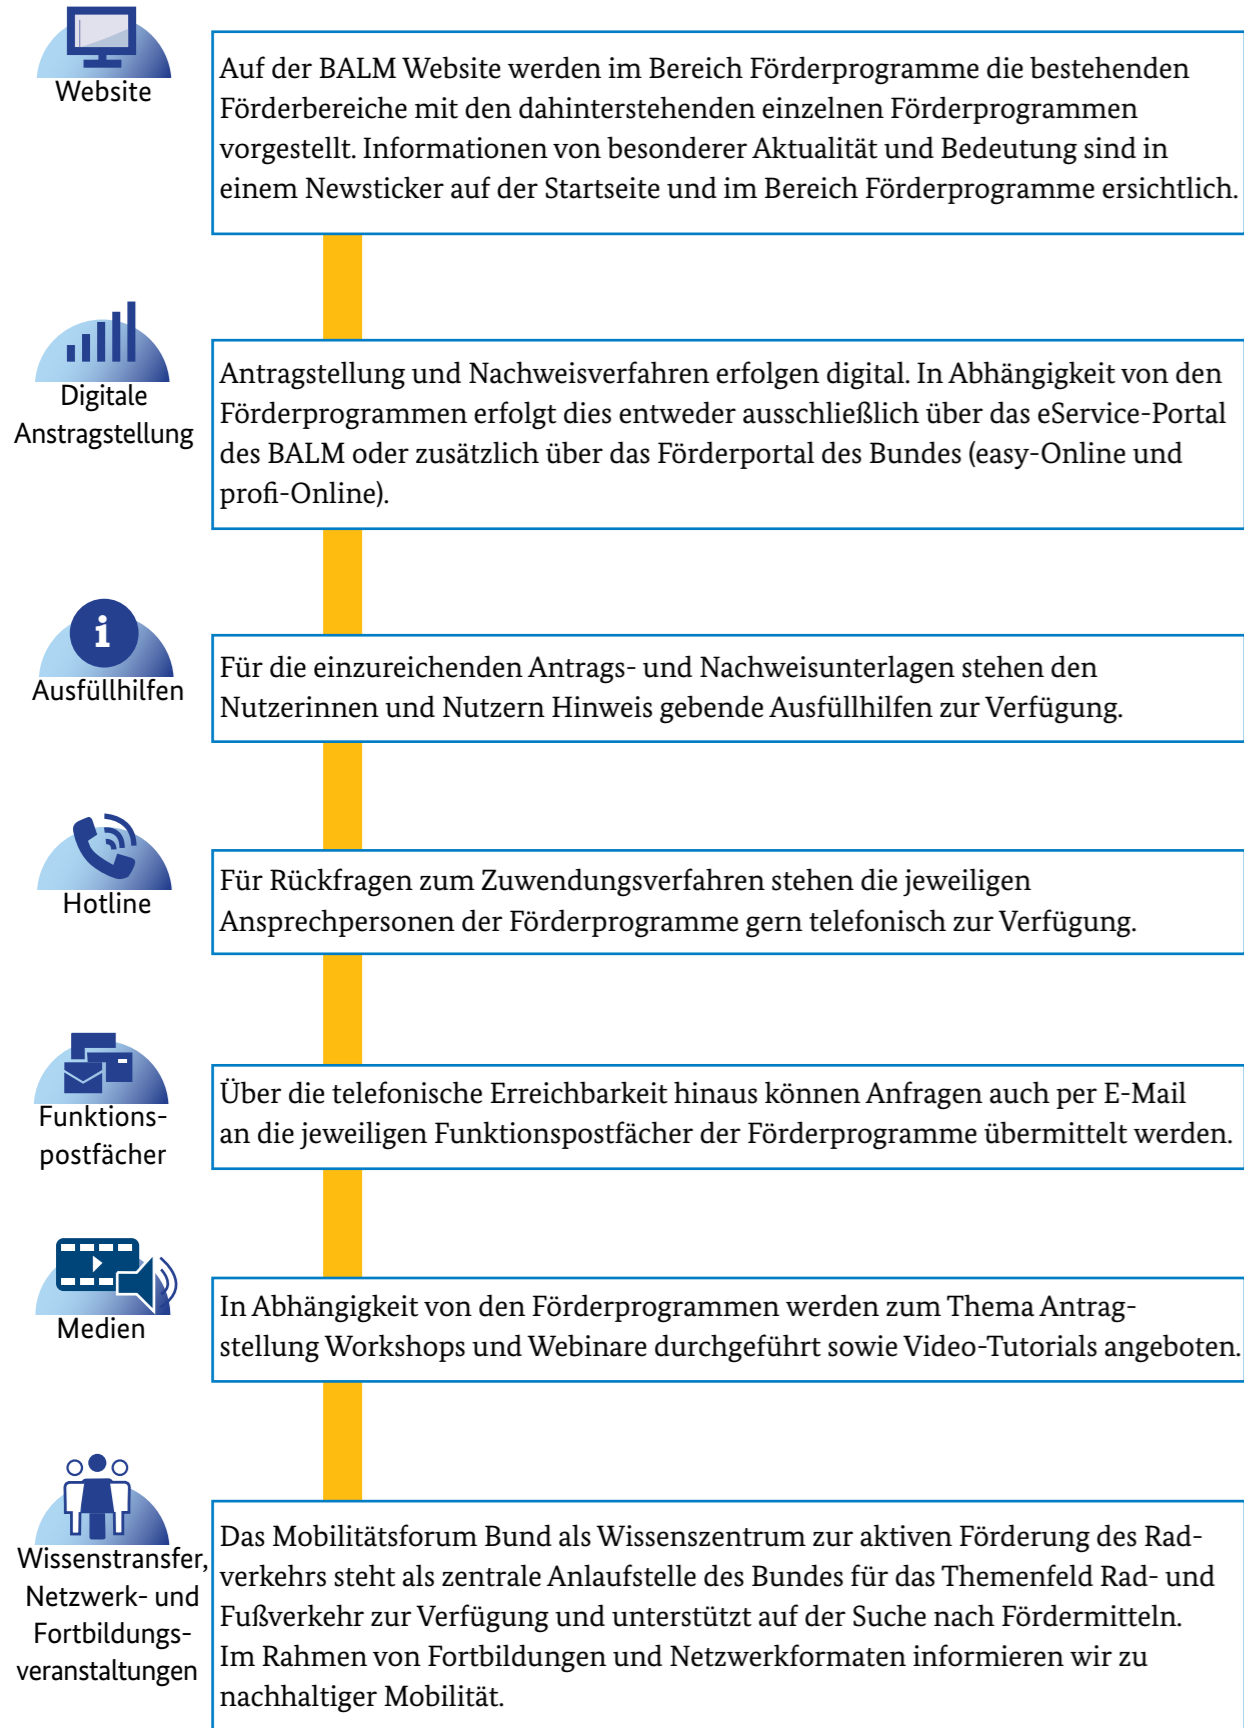 Website
Auf der BALM Website werden im Bereich Förderprogramme die bestehenden
Förderbereiche mit den dahinterstehenden einzelnen Förderprogrammen
vorgestellt. Informationen von besonderer Aktualität und Bedeutung sind in
einem Newsticker auf der Startseite und im Bereich Förderprogramme ersichtlich.
Digitale
Anstragstellung
Antragstellung und Nachweisverfahren erfolgen digital. In Abhängigkeit von den
Förderprogrammen erfolgt dies entweder ausschließlich über das eService-Portal
des BALM oder zusätzlich über das Förderportal des Bundes (easy-Online und
profi-Online).
i
Ausfüllhilfen
Für die einzureichenden Antrags- und Nachweisunterlagen stehen den
Nutzerinnen und Nutzern Hinweis gebende Ausfüllhilfen zur Verfügung.
Hotline
Für Rückfragen zum Zuwendungsverfahren stehen die jeweiligen
Ansprechpersonen der Förderprogramme gern telefonisch zur Verfügung.
Funktions-
postfächer
Über die telefonische Erreichbarkeit hinaus können Anfragen auch per E-Mail
an die jeweiligen Funktionspostfächer der Förderprogramme übermittelt werden.
Medien
In Abhängigkeit von den Förderprogrammen werden zum Thema Antrag-
stellung Workshops und Webinare durchgeführt sowie Video-Tutorials angeboten.
Wissenstransfer,
Netzwerk- und
Fortbildungs-
veranstaltungen
Das Mobilitätsforum Bund als Wissenszentrum zur aktiven Förderung des Rad-
verkehrs steht als zentrale Anlaufstelle des Bundes für das Themenfeld Rad- und
Fußverkehr zur Verfügung und unterstützt auf der Suche nach Fördermitteln.
Im Rahmen von Fortbildungen und Netzwerkformaten informieren wir zu
nachhaltiger Mobilität.